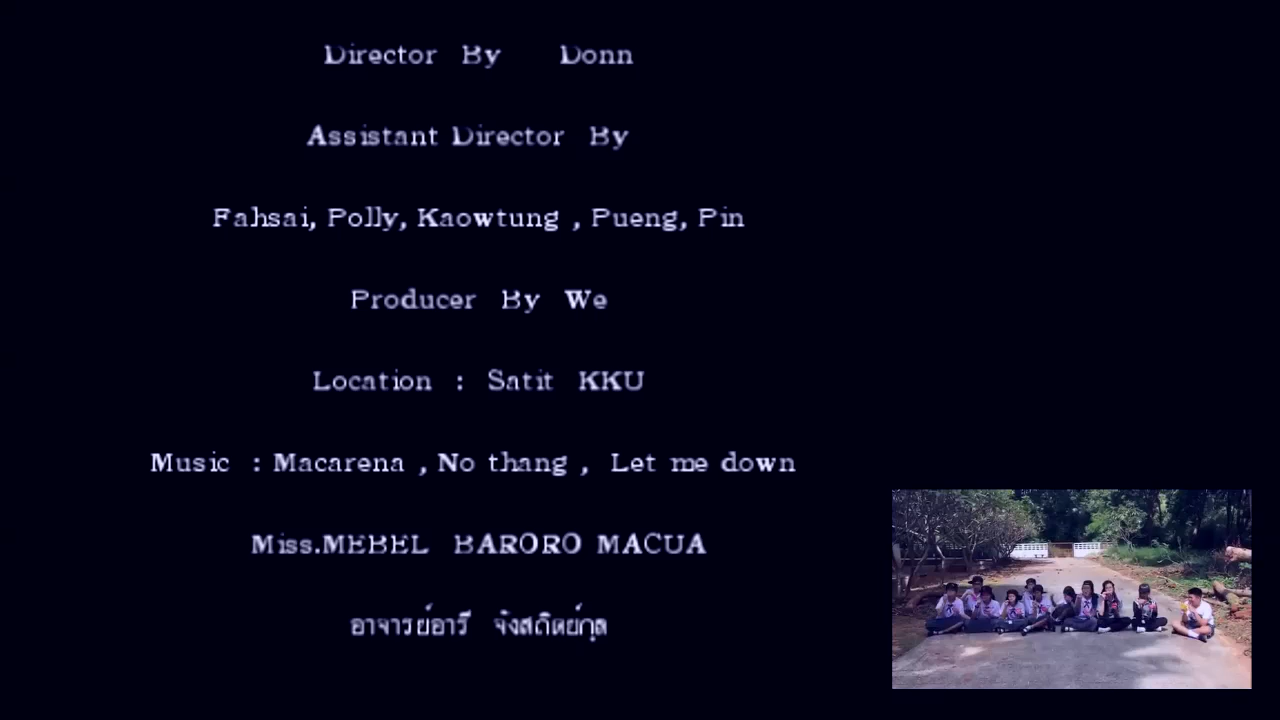 Director By Donn
Assistant Director By
Fahsai, Polly, Kaowtung , Pueng, Pin
Producer By We
Location : Satit KKU
Music : Macarena , No thang , Let me down
Miss.MEBEL BARORO MACUA
อาจารย์อารี จังสถิตย์กุล